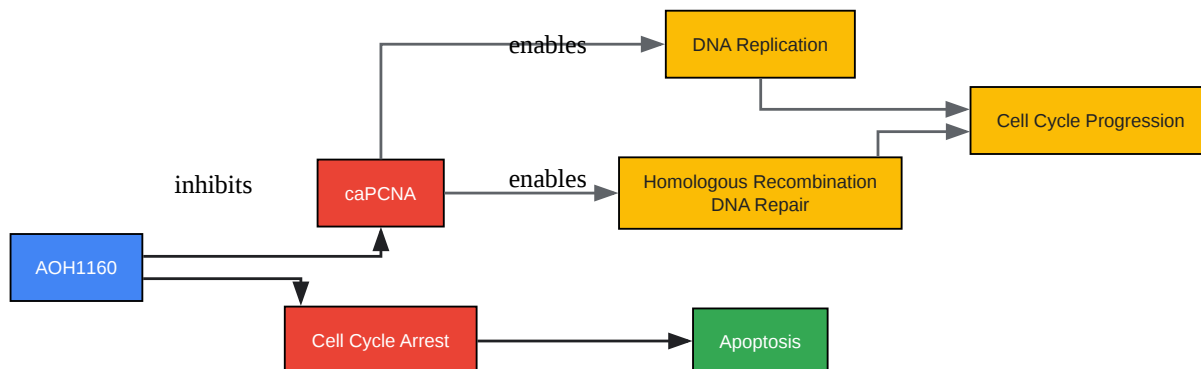 enables
DNA Replication
Cell Cycle Progression
inhibits
caPCNA
enables
Homologous Recombination
DNA Repair
AOH1160
Cell Cycle Arrest
Apoptosis